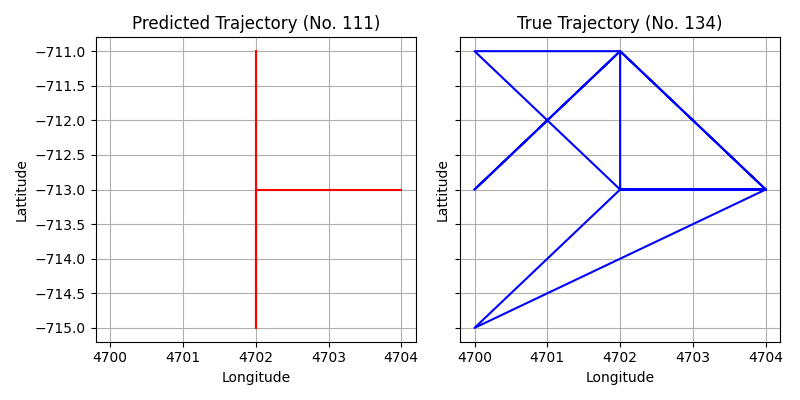 Predicted Trajectory (No. 111)
True Trajectory (No. 134)
Lattitude
−711.0
−711.5
−712.0
−712.5
−713.0
−713.5
−714.0
−714.5
−715.0
4700 4701 4702 4703 4704
Longitude
Lattitude
4700 4701 4702 4703 4704
Longitude